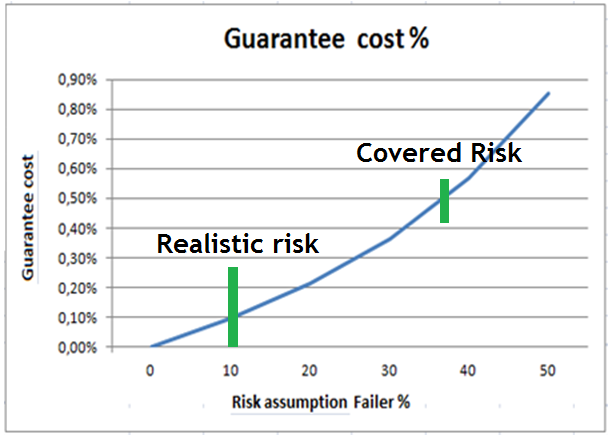 Guarantee cost %
0,90%
0,80%
0,70%
0,60%
0,50%
0,40%
0,30%
0,20%
0,10%
0,00%
Guarantee cost
Covered Risk
Realistic risk
0 10 20 30 40 50
Risk assumption Failer %